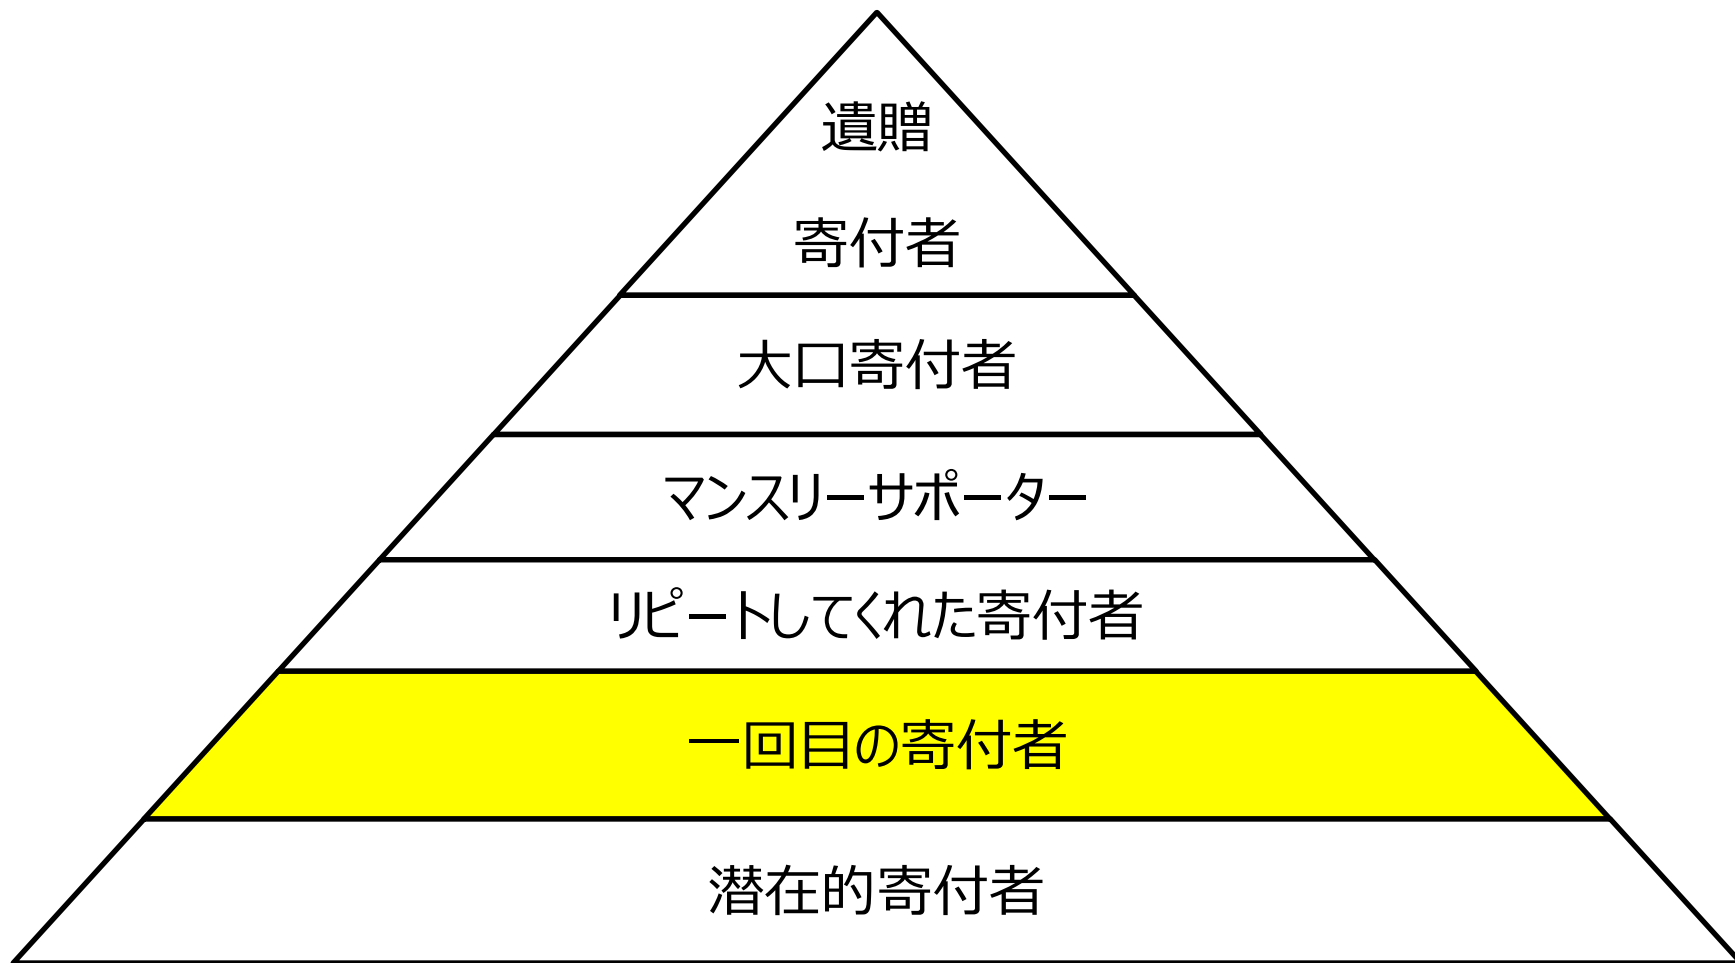 遺贈
寄付者
大口寄付者
マンスリーサポーター
リピートしてくれた寄付者
一回目の寄付者
潜在的寄付者